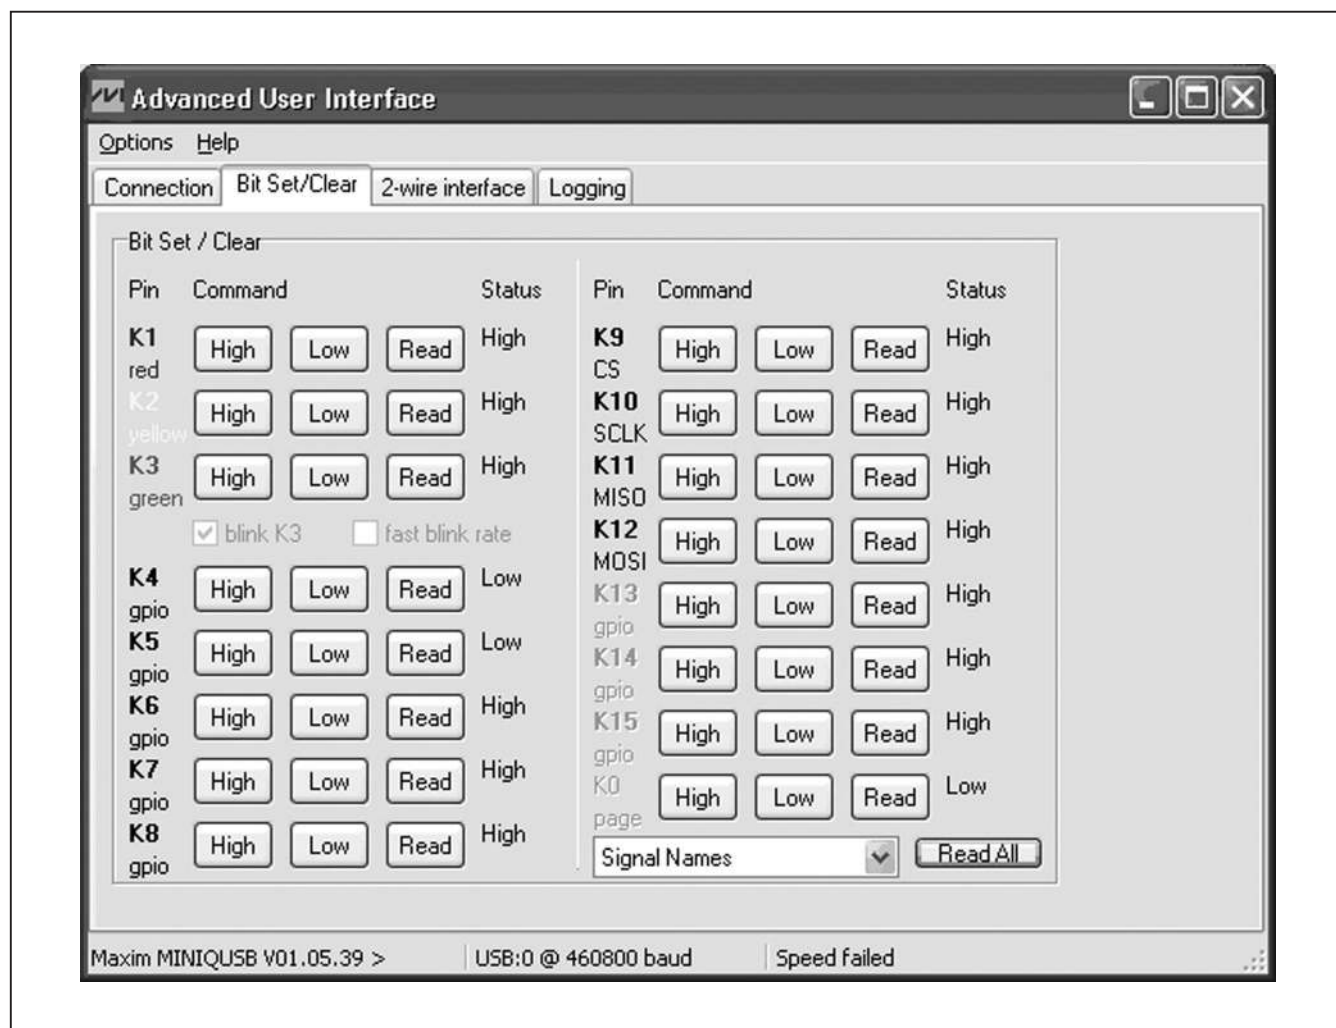 Advanced User Interface
Options Help
Connection Bit Set/Clear 2-wire interface Logging
Bit Set / Clear
Pin Command Status
K1 High Low Read High
red
K2 High Low Read High
yellow
K3 High Low Read High
green
blink K3 fast blink rate
K4 High Low Read Low
gpio
K5 High Low Read Low
gpio
K6 High Low Read High
gpio
K7 High Low Read High
gpio
K8 High Low Read High
gpio
Pin Command Status
K9 High Low Read High
CS
K10 High Low Read High
SCLK
K11 High Low Read High
MISO
K12 High Low Read High
MOSI
K13 High Low Read High
gpio
K14 High Low Read High
gpio
K15 High Low Read High
gpio
K0 High Low Read Low
page
Signal Names Read All
Maxim MINIQUSB V01.05.39 > USB:0 @ 460800 baud Speed failed